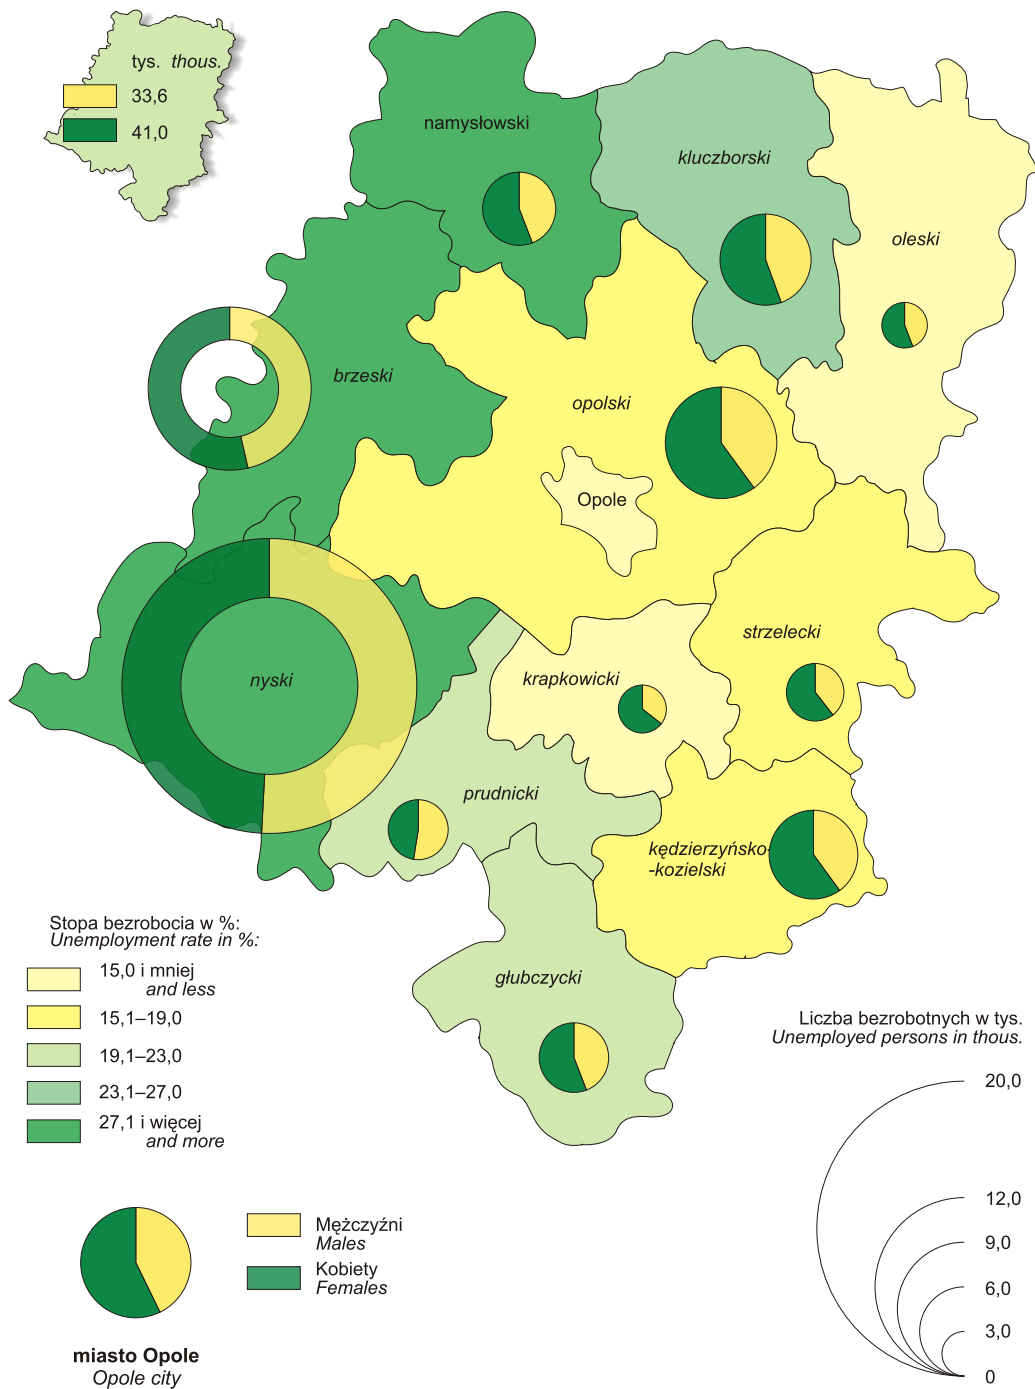 tys. thous.
33,6
41,0
namysłowski
kluczborski
oleski
brzeski
opolski
Opole
strzelecki
nyski
krapkowicki
prudnicki
kędzierzyńsko-
-kozielski
głubczycki
Stopa bezrobocia w %:
Unemployment rate in %:
15,0 i mniej
and less
15,1–19,0
19,1–23,0
23,1–27,0
27,1 i więcej
and more
Liczba bezrobotnych w tys.
Unemployed persons in thous.
20,0
12,0
9,0
6,0
3,0
0
Mężczyźni
Males
Kobiety
Females
miasto Opole
Opole city